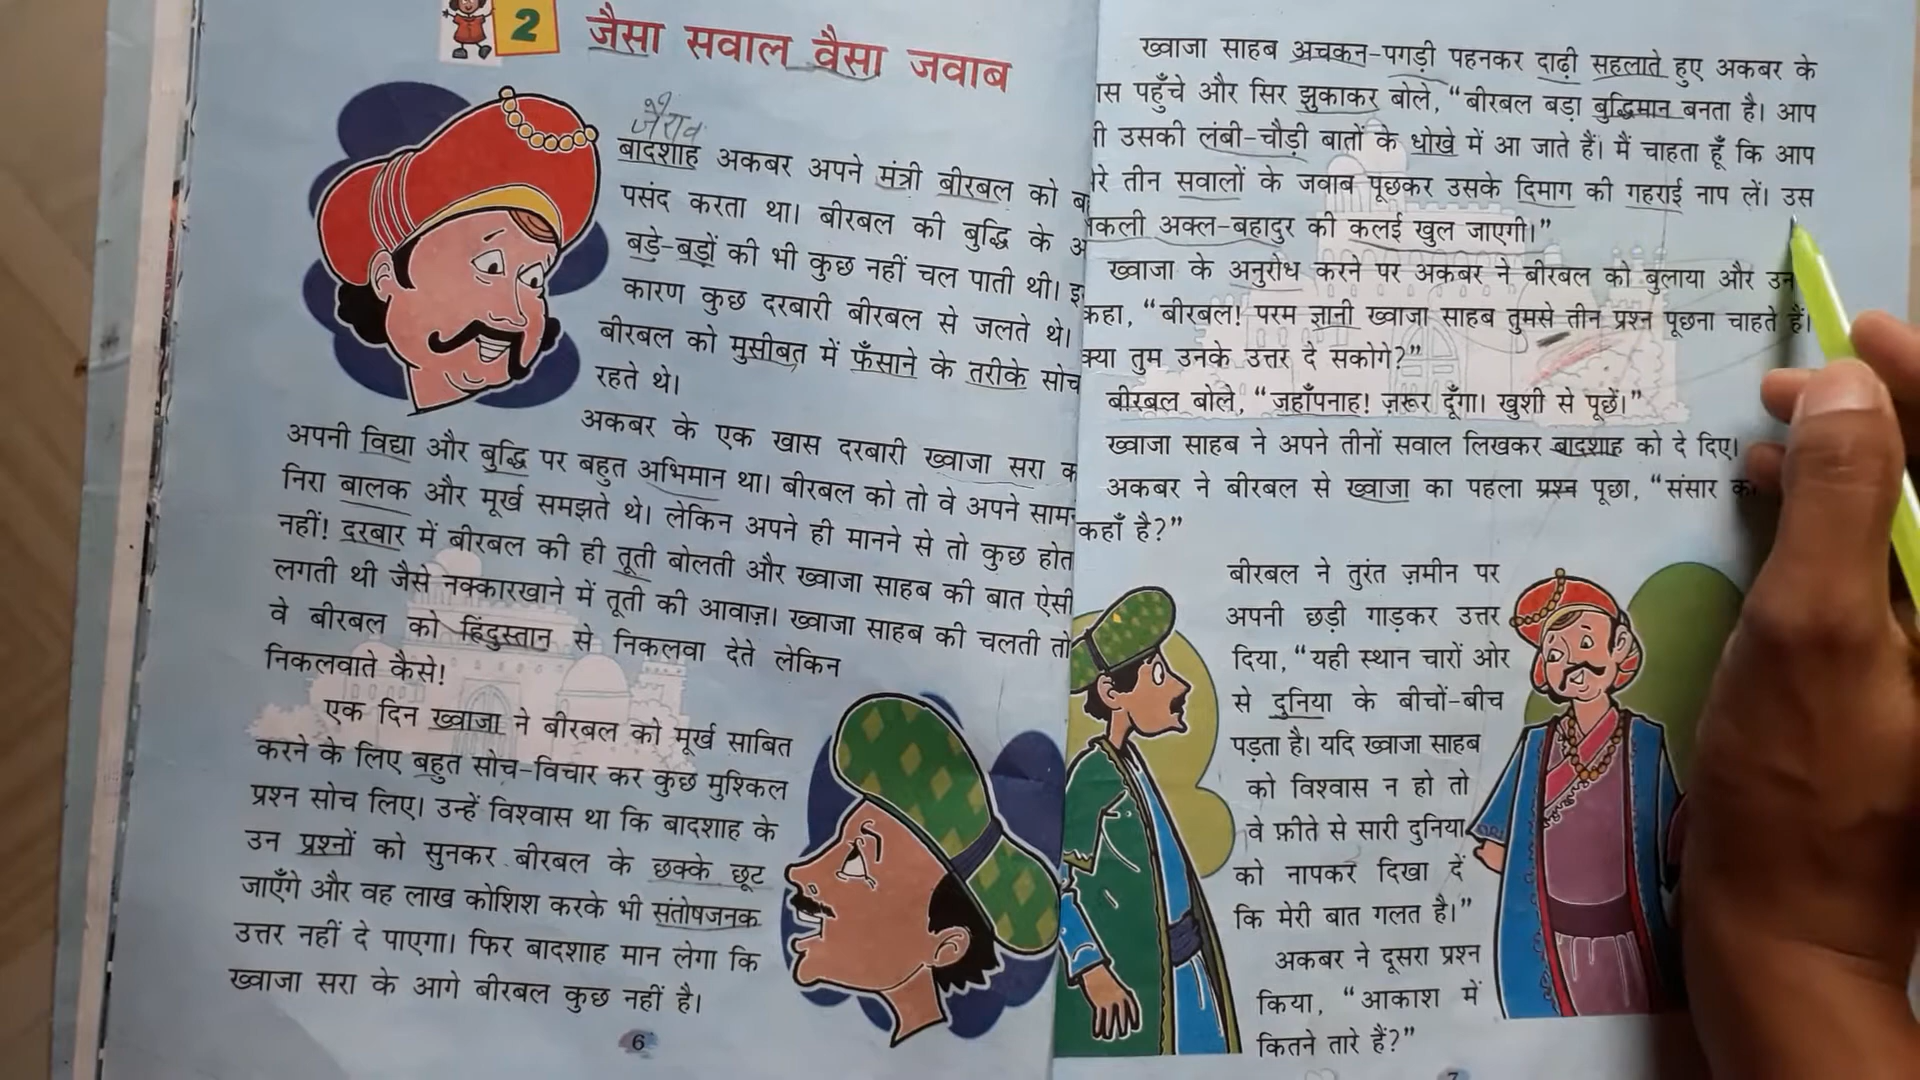 2
जैसा सवाल वैसा जवाब
बादशाह अकबर अपने मंत्री बीरबल को
पसंद करता था। बीरबल की बुद्धि के
बड़े-बड़ों की भी कुछ नहीं चल पाती थी।
कारण कुछ दरबारी बीरबल से जलते थे।
बीरबल को मुसीबत में फँसाने के तरीके सोच
रहते थे।
अकबर के एक खास दरबारी ख्वाजा सरा
अपनी विद्या और बुद्धि पर बहुत अभिमान था। बीरबल को तो वे अपने
निरा बालक और मूर्ख समझते थे। लेकिन अपने ही मानने से तो कुछ होत
नहीं! दरबार में बीरबल की ही तूती बोलती और ख्वाजा साहब की बात ऐसी
लगती थी जैसे नक्कारखाने में तूती की आवाज़। ख्वाजा साहब की चलती तो
वे बीरबल को हिंदुस्तान से निकलवा देते लेकिन
निकलवाते कैसे!
एक दिन ख्वाजा ने बीरबल को मूर्ख साबित
करने के लिए बहुत सोच-विचार कर कुछ मुश्किल
प्रश्न सोच लिए। उन्हें विश्वास था कि बादशाह के
उन प्रश्नों को सुनकर बीरबल के छक्के छूट
जाएँगे और वह लाख कोशिश करके भी संतोषजनक
उत्तर नहीं दे पाएगा। फिर बादशाह मान लेगा कि
ख्वाजा सरा के आगे बीरबल कुछ नहीं है।
6
ख्वाजा साहब अचकन-पगड़ी पहनकर दाढ़ी सहलाते हुए अकबर के
पहुँचे और सिर झुकाकर बोले, “बीरबल बड़ा बुद्धिमान बनता है। आप
उसकी लंबी-चौड़ी बातों के धोखे में आ जाते हैं। मैं चाहता हूँ कि आप
तीन सवालों के जवाब पूछकर उसके दिमाग की गहराई नाप लें। उस
अक्ल-बहादुर की कलई खुल जाएगी।”
ख्वाजा के अनुरोध करने पर अकबर ने बीरबल को बुलाया और
कहा, “बीरबल! परम ज्ञानी ख्वाजा साहब तुमसे तीन प्रश्न पूछना चाहते हैं।
क्या तुम उनके उत्तर दे सकोगे?”
बीरबल बोले, “जहाँपनाह! ज़रूर दूँगा। खुशी से पूछें।”
ख्वाजा साहब ने अपने तीनों सवाल लिखकर बादशाह को दे दिए।
अकबर ने बीरबल से ख्वाजा का पहला प्रश्न पूछा, “संसार
कहाँ है?”
बीरबल ने तुरंत ज़मीन पर
अपनी छड़ी गाड़कर उत्तर
दिया, “यही स्थान चारों ओर
से दुनिया के बीचों-बीच
पड़ता है। यदि ख्वाजा साहब
को विश्वास न हो तो
वे फ़ीते से सारी दुनिया
को नापकर दिखा दें
कि मेरी बात गलत है।”
अकबर ने दूसरा प्रश्न
किया, “आकाश में
कितने तारे हैं?”
7